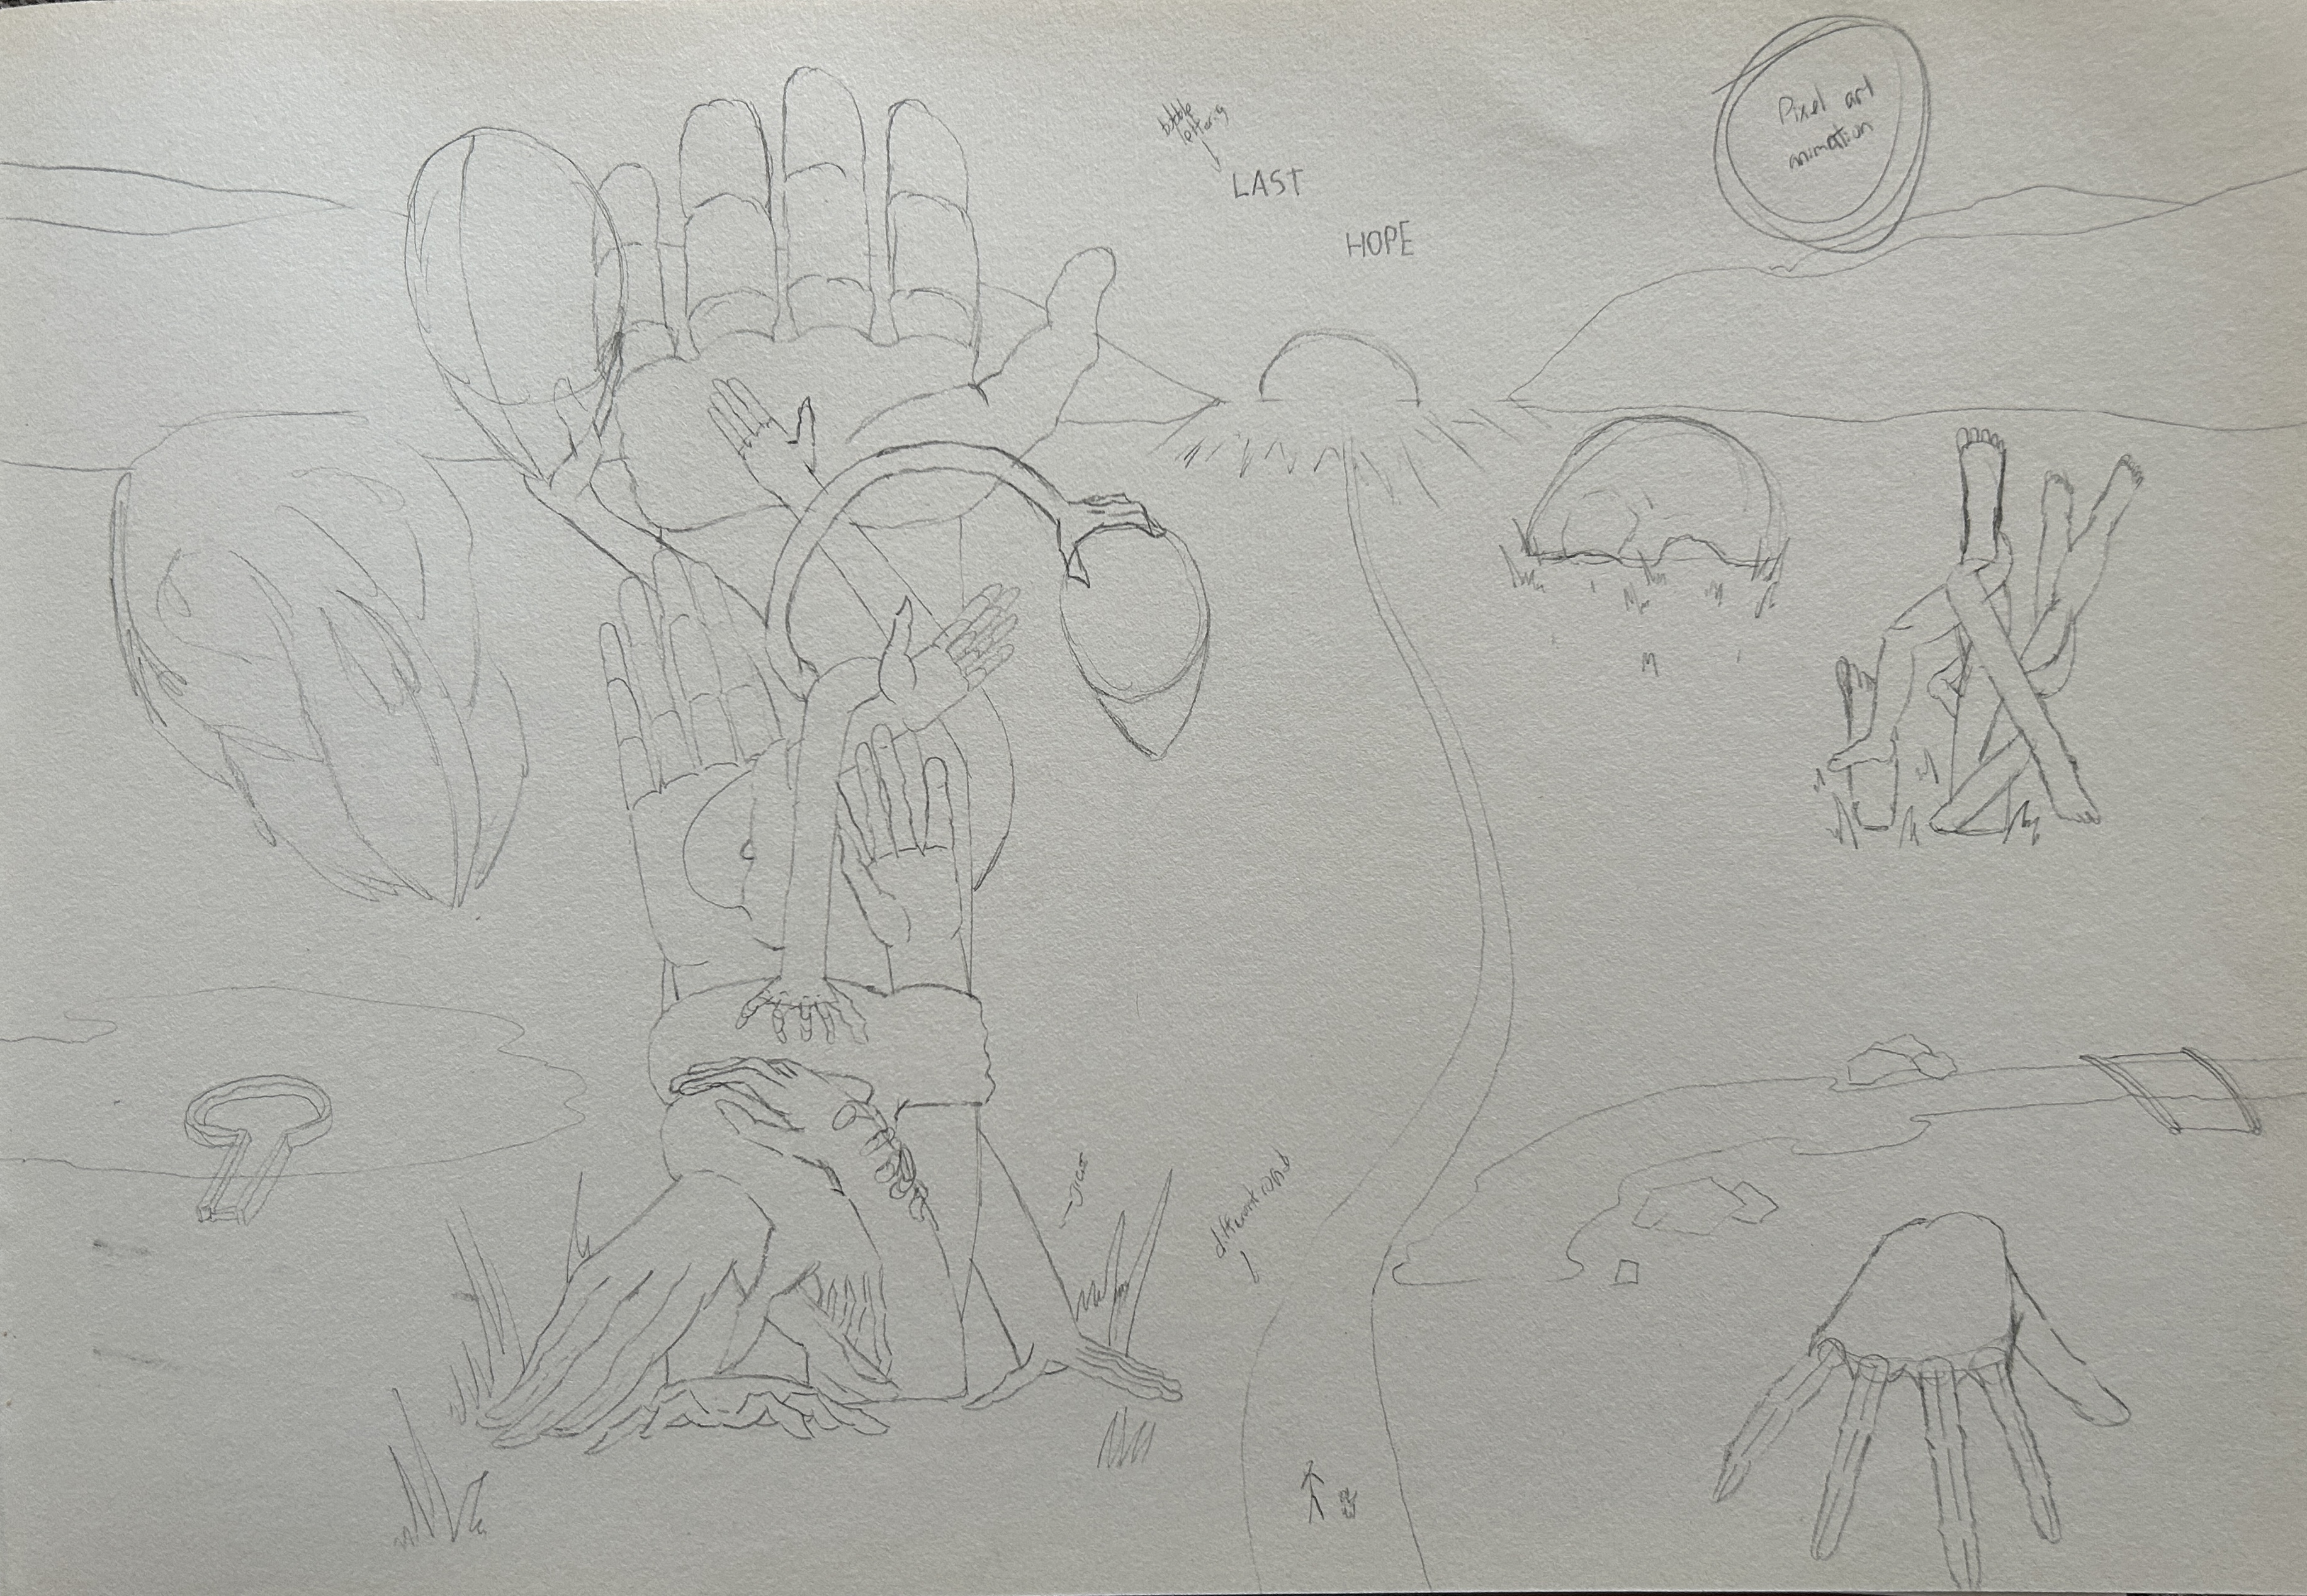 bubble
lettering
LAST
HOPE
Pixel art
animation